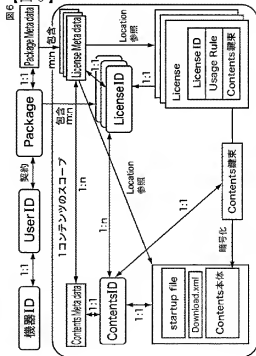 図6
機器ID
1:1
UserID
契約
Package
1:1
Package Meta data
包含
m:n
包含
m:n
1コンテンツのスコープ
License Meta data
1:1
License ID
1:1
Location
参照
License
License ID
Usage Rule
Contents鍵束
1:n
1:n
Location
参照
Contents Meta data
1:1
ContentsID
1:1
1:1
startup file
Download.xml
Contents本体
暗号化
Contents鍵束